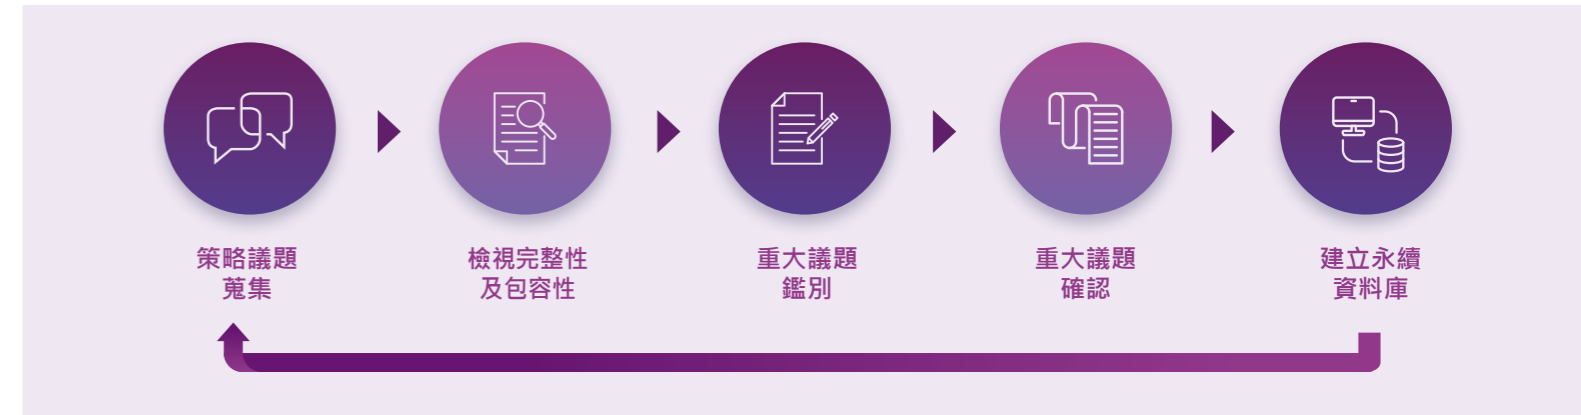 策略議題
蒐集
檢視完整性
及包容性
重大議題
鑑別
重大議題
確認
建立永續
資料庫